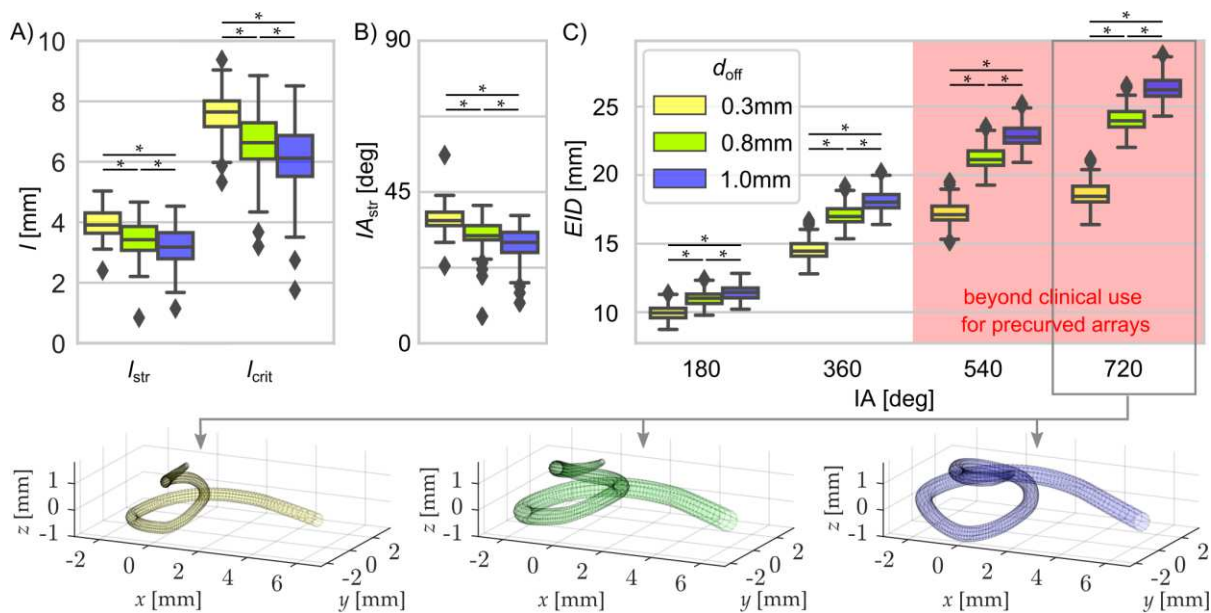 A)
10
8
6
4
2
0
l [mm]
* * *
* * *
l_str
l_crit
B)
90
45
0
IA_str [deg]
* * *
C)
d_off
0.3mm
0.8mm
1.0mm
EID [mm]
25
20
15
10
* * *
* * *
* * *
* * *
beyond clinical use
for precurved arrays
180
360
540
720
IA [deg]
z [mm]
1
0
-1
-2
0
2
4
6
x [mm]
-2
0
2
y [mm]
z [mm]
1
0
-1
-2
0
2
4
6
x [mm]
-2
0
2
y [mm]
z [mm]
1
0
-1
-2
0
2
4
6
x [mm]
-2
0
2
y [mm]